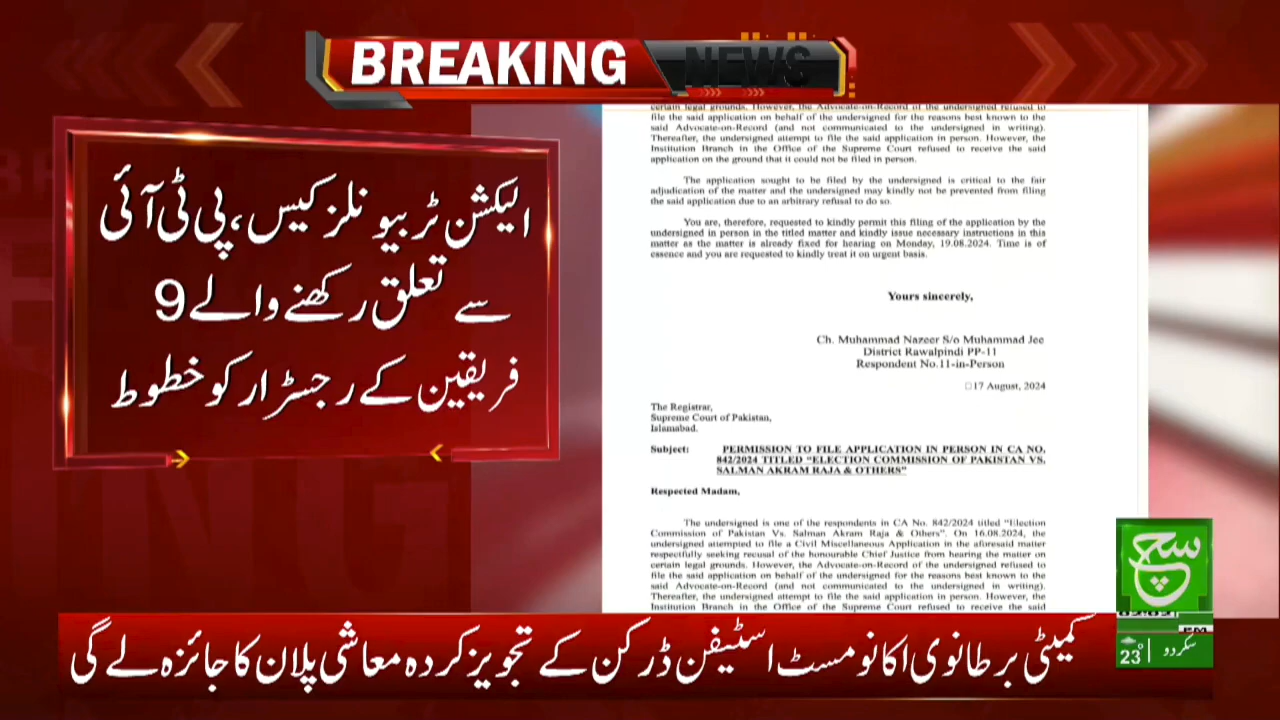 BREAKING NEWS
الیکشن ٹربیونلز کیس، پی ٹی آئی
سے تعلق رکھنے والے 9
فریقین کے رجسٹرار کو خطوط
certain legal grounds. However, the Advocate-on-Record of the undersigned refused to
file the said application on behalf of the undersigned for the reasons best known to the
said Advocate-on-Record (and not communicated to the undersigned in writing).
Thereafter, the undersigned attempt to file the said application in person. However, the
Institution Branch in the Office of the Supreme Court refused to receive the said
application on the ground that it could not be filed in person.
The application sought to be filed by the undersigned is critical to the fair
adjudication of the matter and the undersigned may kindly not be prevented from filing
the said application due to an arbitrary refusal to do so.
You are, therefore, requested to kindly permit this filing of the application by the
undersigned in person in the titled matter and kindly issue necessary instructions in this
matter as the matter is already fixed for hearing on Monday, 19.08.2024. Time is of
essence and you are requested to kindly treat it on urgent basis.
Yours sincerely,
Ch. Muhammad Nazeer S/o Muhammad Jee
District Rawalpindi PP-11
Respondent No.11-in-Person
17 August, 2024
The Registrar,
Supreme Court of Pakistan,
Islamabad.
Subject: PERMISSION TO FILE APPLICATION IN PERSON IN CA NO.
842/2024 TITLED “ELECTION COMMISSION OF PAKISTAN VS.
SALMAN AKRAM RAJA & OTHERS”
Respected Madam,
The undersigned is one of the respondents in CA No. 842/2024 titled “Election
Commission of Pakistan Vs. Salman Akram Raja & Others”. On 16.08.2024, the
undersigned attempted to file a Civil Miscellaneous Application in the aforesaid matter
respectfully seeking recusal of the honourable Chief Justice from hearing the matter on
certain legal grounds. However, the Advocate-on-Record of the undersigned refused to
file the said application on behalf of the undersigned for the reasons best known to the
said Advocate-on-Record (and not communicated to the undersigned in writing).
Thereafter, the undersigned attempt to file the said application in person. However, the
Institution Branch in the Office of the Supreme Court refused to receive the said
سچ
سکردو 23°
کمیٹی برطانوی اکانومسٹ اسٹیفن ڈرکن کے تجویز کردہ معاشی پلان کا جائزہ لے گی